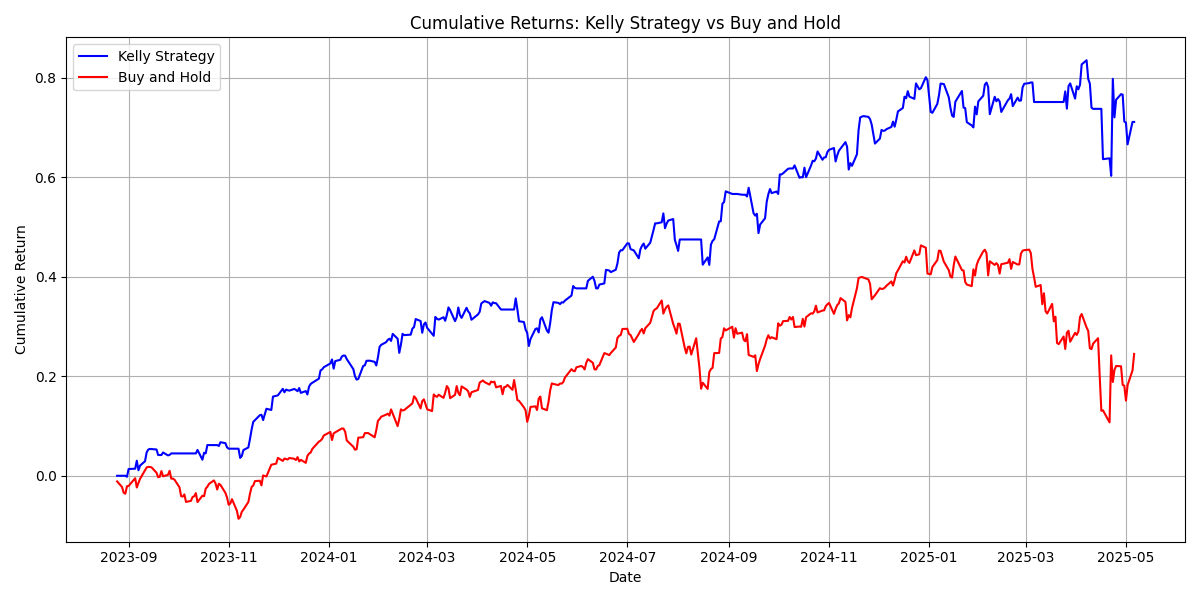 Cumulative Returns: Kelly Strategy vs Buy and Hold
Kelly Strategy
Buy and Hold
Cumulative Return
0.8
0.6
0.4
0.2
0.0
2023-09 2023-11 2024-01 2024-03 2024-05 2024-07 2024-09 2024-11 2025-01 2025-03 2025-05
Date